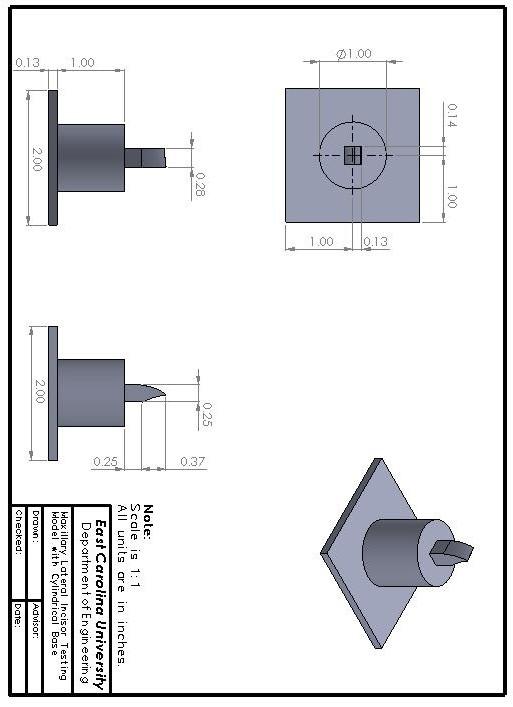 0.13
1.00
2.00
0.28
Ø1.00
0.14
1.00
1.00
0.13
2.00
0.25
0.25
0.37
Note:
Scale is 1:1
All units are in inches.
East Carolina University
Department of Engineering
Maxillary Lateral Incisor Testing
Model with Cylindrical Base
Drawn:
Advisor:
Checked:
Date: